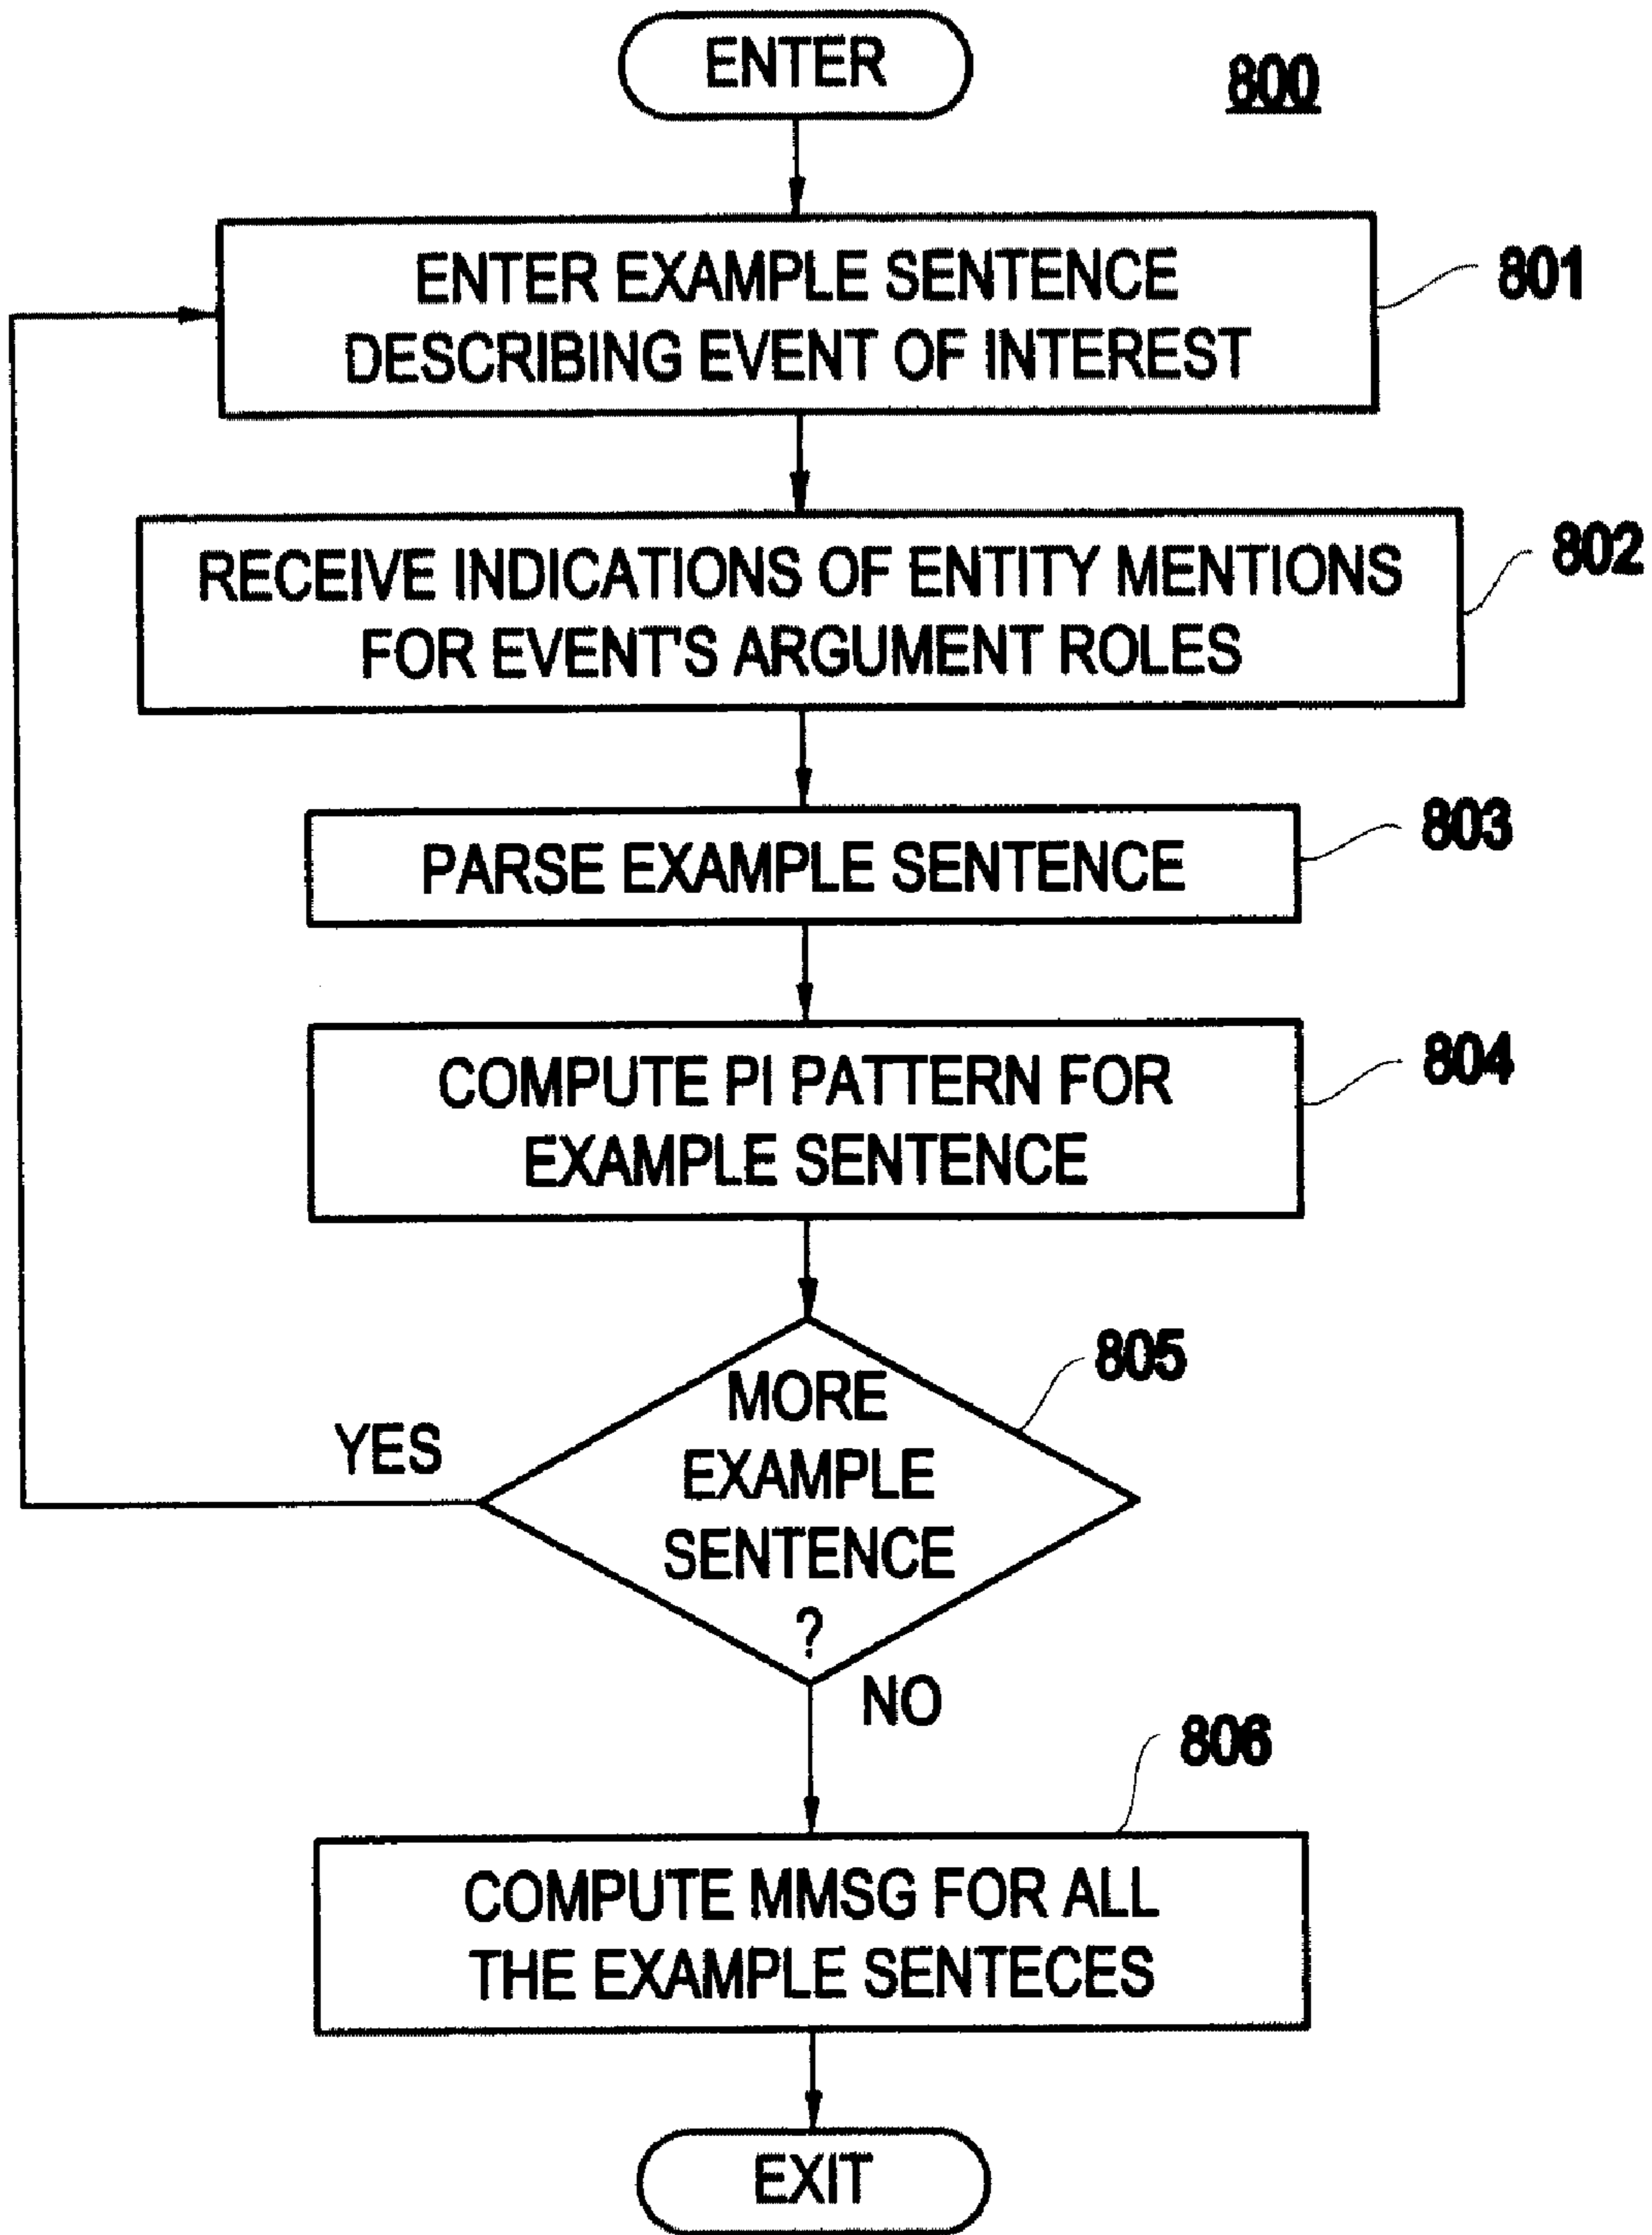 ENTER
800
ENTER EXAMPLE SENTENCE
DESCRIBING EVENT OF INTEREST
801
RECEIVE INDICATIONS OF ENTITY MENTIONS
FOR EVENT'S ARGUMENT ROLES
802
PARSE EXAMPLE SENTENCE
803
COMPUTE PI PATTERN FOR
EXAMPLE SENTENCE
804
MORE
EXAMPLE
SENTENCE
?
805
YES
NO
COMPUTE MMSG FOR ALL
THE EXAMPLE SENTECES
806
EXIT